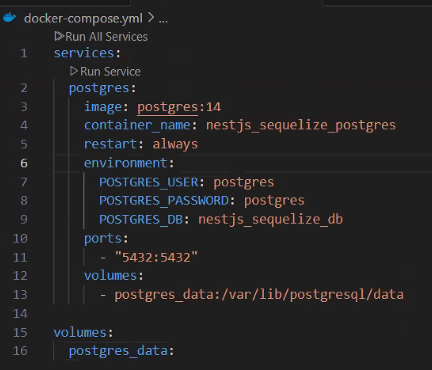 docker-compose.yml > ...
Run All Services
1 services:
Run Service
2 postgres:
3 image: postgres:14
4 container_name: nestjs_sequelize_postgres
5 restart: always
6 environment:
7 POSTGRES_USER: postgres
8 POSTGRES_PASSWORD: postgres
9 POSTGRES_DB: nestjs_sequelize_db
10 ports:
11 - "5432:5432"
12 volumes:
13 - postgres_data:/var/lib/postgresql/data
14
15 volumes:
16 postgres_data: